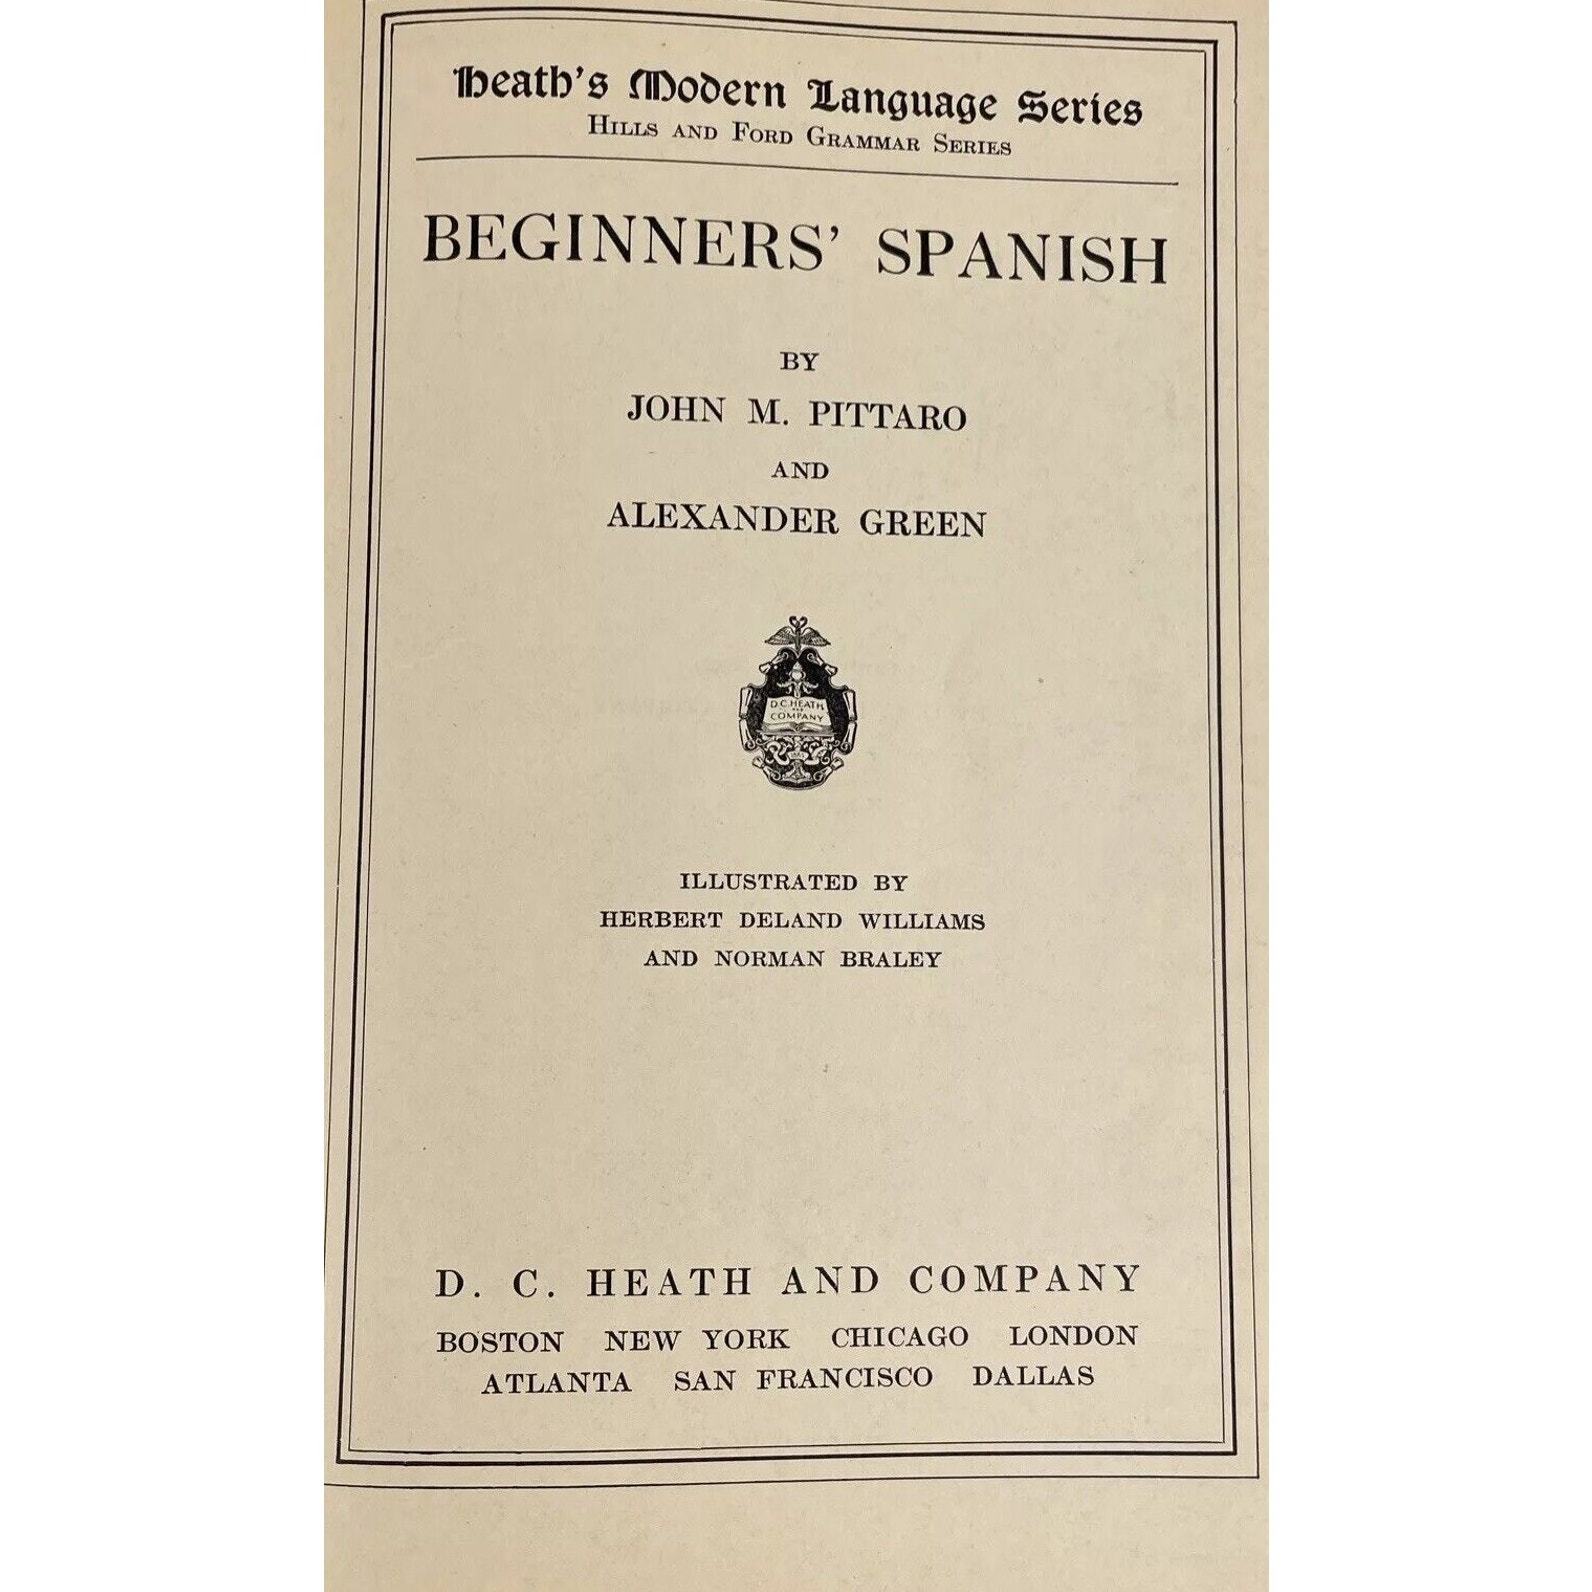 Heath's Modern Language Series
HILLS AND FORD GRAMMAR SERIES
BEGINNERS' SPANISH
BY
JOHN M. PITTARO
AND
ALEXANDER GREEN
D.C.HEATH
AND
COMPANY
ILLUSTRATED BY
HERBERT DELAND WILLIAMS
AND NORMAN BRALEY
D. C. HEATH AND COMPANY
BOSTON NEW YORK CHICAGO LONDON
ATLANTA SAN FRANCISCO DALLAS